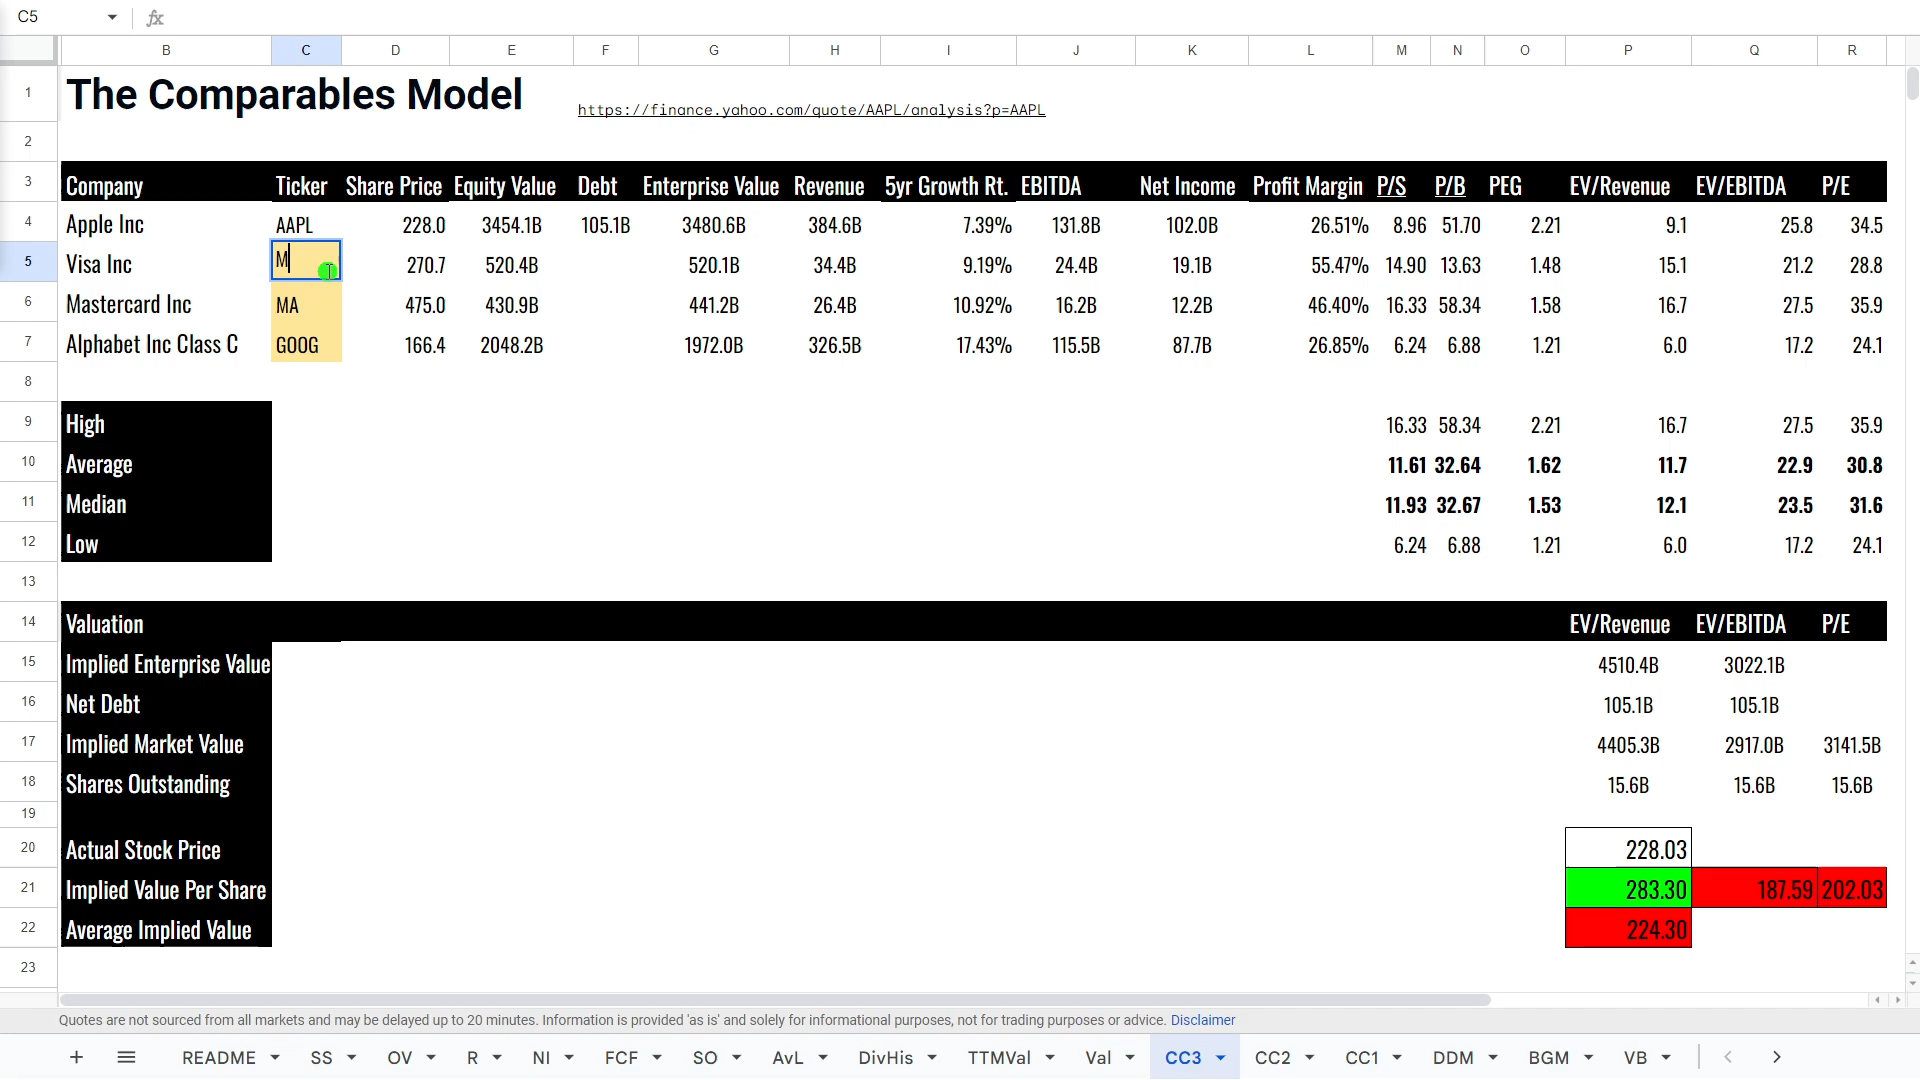 C5 fx
B C D E F G H I J K L M N O P Q R
1 The Comparables Model https://finance.yahoo.com/quote/AAPL/analysis?p=AAPL
2
3 Company Ticker Share Price Equity Value Debt Enterprise Value Revenue 5yr Growth Rt. EBITDA Net Income Profit Margin P/S P/B PEG EV/Revenue EV/EBITDA P/E
4 Apple Inc AAPL 228.0 3454.1B 105.1B 3480.6B 384.6B 7.39% 131.8B 102.0B 26.51% 8.96 51.70 2.21 9.1 25.8 34.5
5 Visa Inc M 270.7 520.4B 520.1B 34.4B 9.19% 24.4B 19.1B 55.47% 14.90 13.63 1.48 15.1 21.2 28.8
6 Mastercard Inc MA 475.0 430.9B 441.2B 26.4B 10.92% 16.2B 12.2B 46.40% 16.33 58.34 1.58 16.7 27.5 35.9
7 Alphabet Inc Class C GOOG 166.4 2048.2B 1972.0B 326.5B 17.43% 115.5B 87.7B 26.85% 6.24 6.88 1.21 6.0 17.2 24.1
8
9 High 16.33 58.34 2.21 16.7 27.5 35.9
10 Average 11.61 32.64 1.62 11.7 22.9 30.8
11 Median 11.93 32.67 1.53 12.1 23.5 31.6
12 Low 6.24 6.88 1.21 6.0 17.2 24.1
13
14 Valuation EV/Revenue EV/EBITDA P/E
15 Implied Enterprise Value 4510.4B 3022.1B
16 Net Debt 105.1B 105.1B
17 Implied Market Value 4405.3B 2917.0B 3141.5B
18 Shares Outstanding 15.6B 15.6B 15.6B
19
20 Actual Stock Price 228.03
21 Implied Value Per Share 283.30 187.59 202.03
22 Average Implied Value 224.30
23
Quotes are not sourced from all markets and may be delayed up to 20 minutes. Information is provided 'as is' and solely for informational purposes, not for trading purposes or advice. Disclaimer
README SS OV R NI FCF SO AvL DivHis TTMVal Val CC3 CC2 CC1 DDM BGM VB